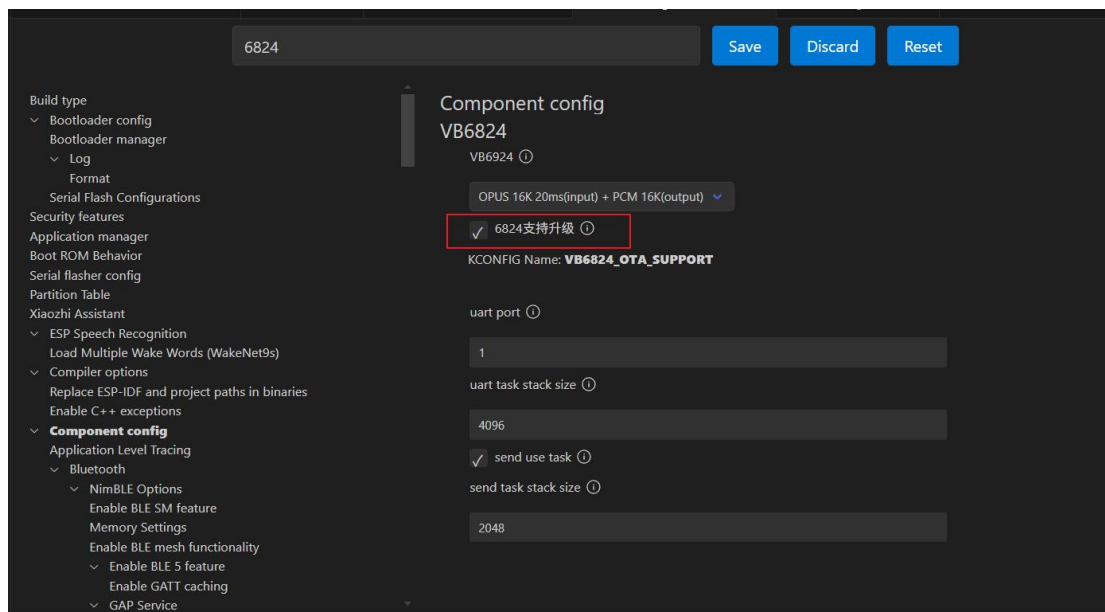 6824
Save
Discard
Reset
Build type
Bootloader config
Bootloader manager
Log
Format
Serial Flash Configurations
Security features
Application manager
Boot ROM Behavior
Serial flasher config
Partition Table
Xiaozhi Assistant
ESP Speech Recognition
Load Multiple Wake Words (WakeNet9s)
Compiler options
Replace ESP-IDF and project paths in binaries
Enable C++ exceptions
Component config
Application Level Tracing
Bluetooth
NimBLE Options
Enable BLE SM feature
Memory Settings
Enable BLE mesh functionality
Enable BLE 5 feature
Enable GATT caching
GAP Service
Component config
VB6824
VB6924
OPUS 16K 20ms(input) + PCM 16K(output)
6824支持升级
KCONFIG Name: VB6824_OTA_SUPPORT
uart port
1
uart task stack size
4096
send use task
send task stack size
2048